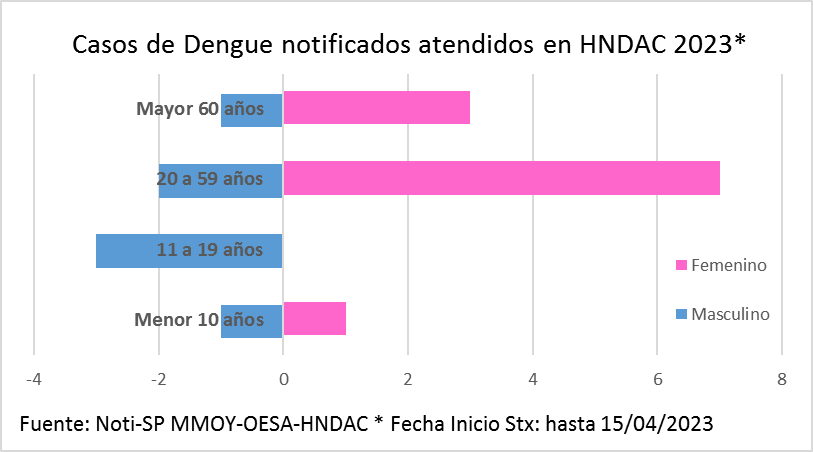 Casos de Dengue notificados atendidos en HNDAC 2023*
Mayor 60 años
20 a 59 años
11 a 19 años
Menor 10 años
Femenino
Masculino
-4 -2 0 2 4 6 8
Fuente: Noti-SP MMOY-OESA-HNDAC * Fecha Inicio Stx: hasta 15/04/2023